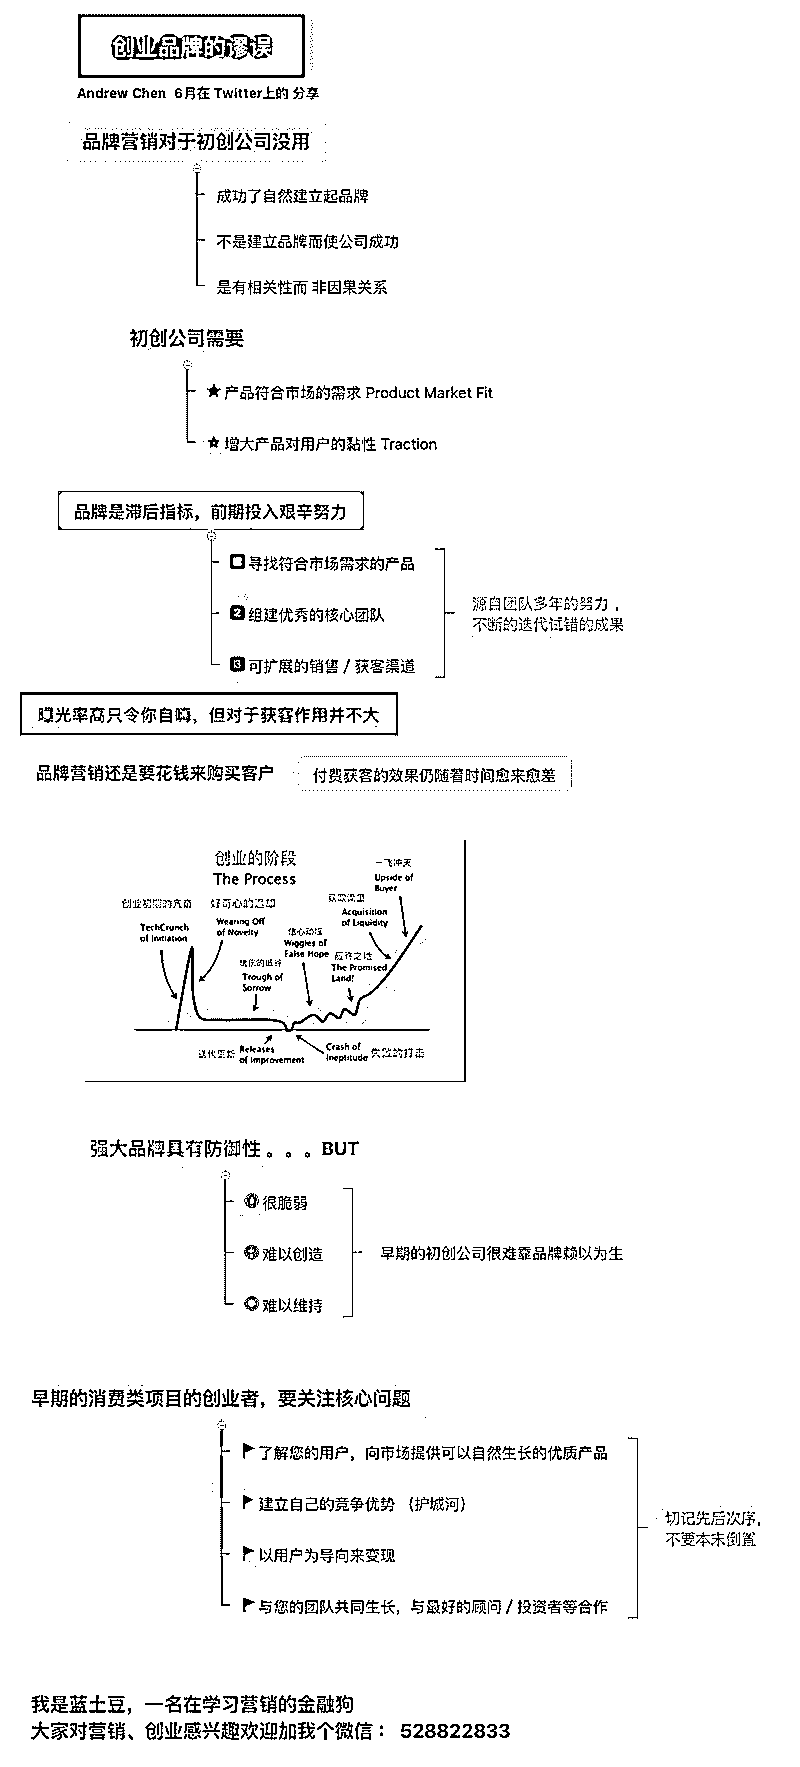 创业品牌的谬误
Andrew Chen 6月在 Twitter上的 分享
品牌营销对于初创公司没用
成功了自然建立起品牌
不是建立品牌而使公司成功
是有相关性而 非因果关系
初创公司需要
产品符合市场的需求 Product Market Fit
增大产品对用户的黏性 Traction
品牌是滞后指标，前期投入艰辛努力
1 寻找符合市场需求的产品
2 组建优秀的核心团队
3 可扩展的销售 / 获客渠道
源自团队多年的努力，
不断的迭代试错的成果
曝光率高只令你自嗨，但对于获客作用并不大
品牌营销还是要花钱来购买客户
付费获客的效果仍随着时间愈来愈差
创业的阶段
The Process
一飞冲天
Upside of
Buyer
创业初期的亢奋
TechCrunch
of Initiation
好奇心的退却
Wearing Off
of Novelty
Acquisition
of Liquidity
信心动摇
Wiggles of
False Hope
应许之地
The Promised
Land!
Trough of
Sorrow
迭代更新
Releases
of Improvement
Crash of
Ineptitude
失败的打击
强大品牌具有防御性 。。。BUT
很脆弱
难以创造
难以维持
早期的初创公司很难靠品牌赖以为生
早期的消费类项目的创业者，要关注核心问题
了解您的用户，向市场提供可以自然生长的优质产品
建立自己的竞争优势 （护城河）
以用户为导向来变现
与您的团队共同生长，与最好的顾问 / 投资者等合作
切记先后次序，
不要本末倒置
我是蓝土豆，一名在学习营销的金融狗
大家对营销、创业感兴趣欢迎加我个微信： 528822833